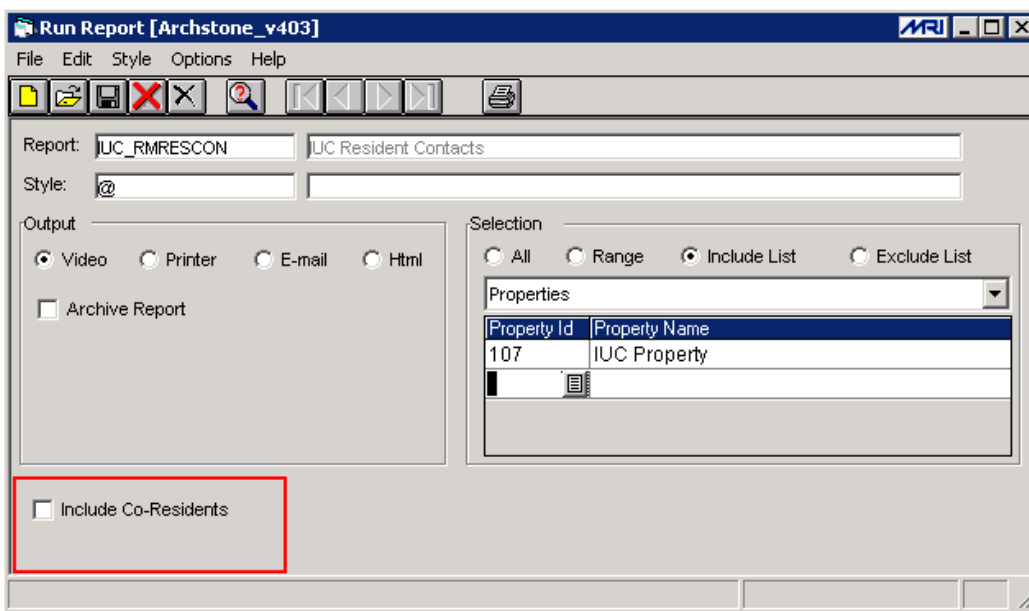 Run Report [Archstone_v403] MRI
File Edit Style Options Help
Report: IUC_RMRESCON IUC Resident Contacts
Style: @
Output
Video Printer E-mail Html
Archive Report
Selection
All Range Include List Exclude List
Properties
Property Id Property Name
107 IUC Property
Include Co-Residents